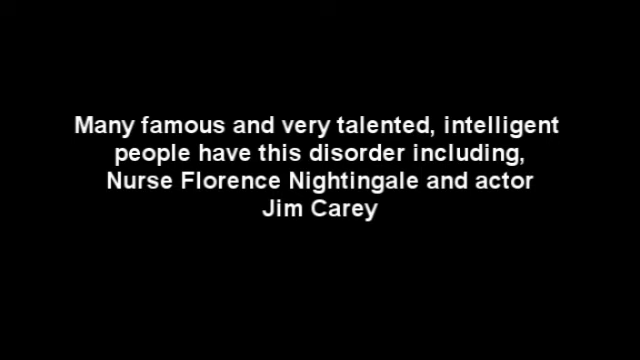 Many famous and very talented, intelligent
people have this disorder including,
Nurse Florence Nightingale and actor
Jim Carey